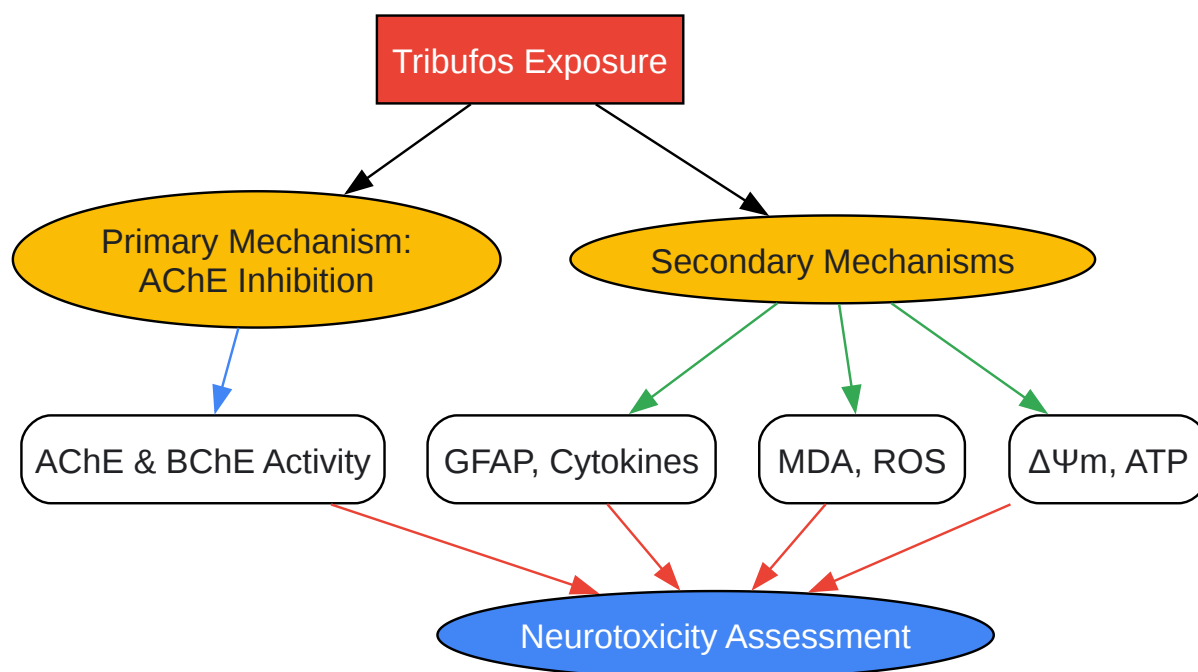 Tribufos Exposure
Primary Mechanism:
AChE Inhibition
Secondary Mechanisms
AChE & BChE Activity
GFAP, Cytokines
MDA, ROS
ΔΨm, ATP
Neurotoxicity Assessment